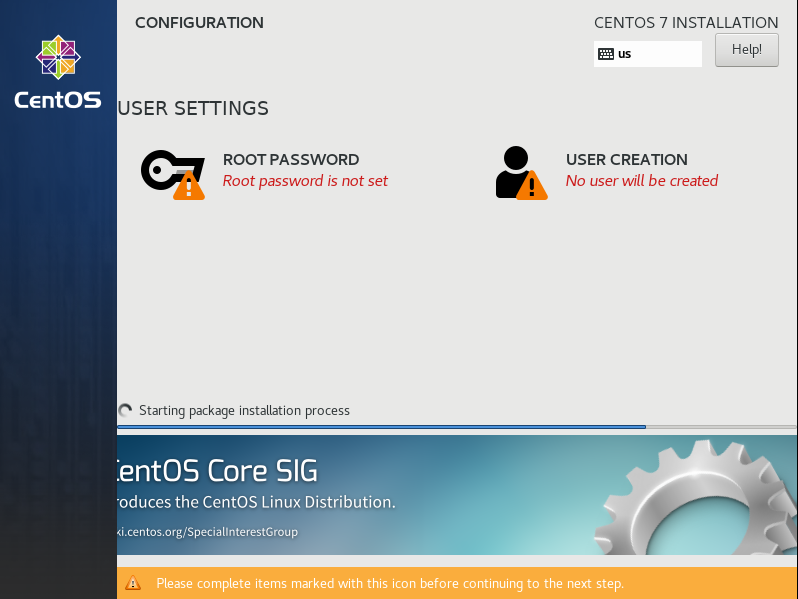 CONFIGURATION
CENTOS 7 INSTALLATION
us
Help!
CentOS
USER SETTINGS
ROOT PASSWORD
Root password is not set
USER CREATION
No user will be created
Starting package installation process
CentOS Core SIG
roduces the CentOS Linux Distribution.
ki.centos.org/SpecialInterestGroup
Please complete items marked with this icon before continuing to the next step.